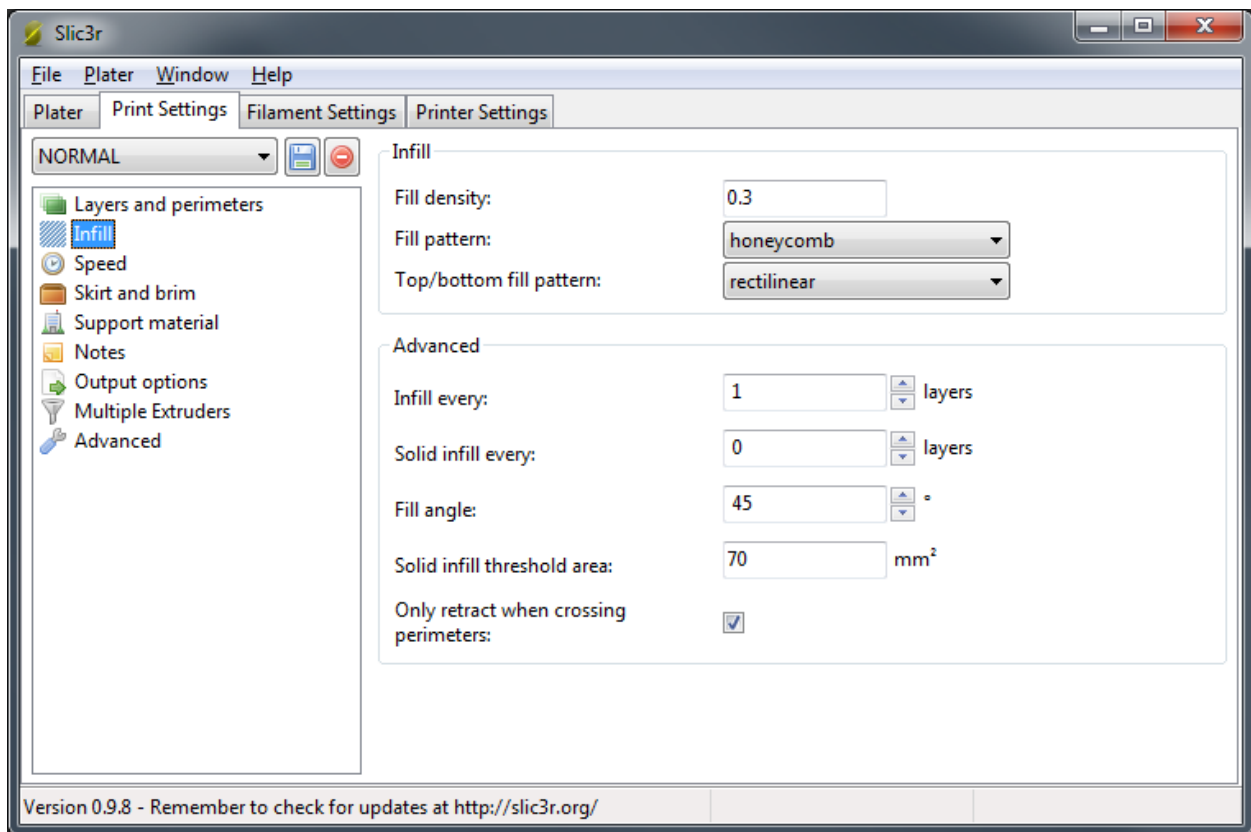 Slic3r
File Plater Window Help
Plater Print Settings Filament Settings Printer Settings
NORMAL
Layers and perimeters
Infill
Speed
Skirt and brim
Support material
Notes
Output options
Multiple Extruders
Advanced
Infill
Fill density: 0.3
Fill pattern: honeycomb
Top/bottom fill pattern: rectilinear
Advanced
Infill every: 1 layers
Solid infill every: 0 layers
Fill angle: 45 °
Solid infill threshold area: 70 mm²
Only retract when crossing
perimeters:
Version 0.9.8 - Remember to check for updates at http://slic3r.org/